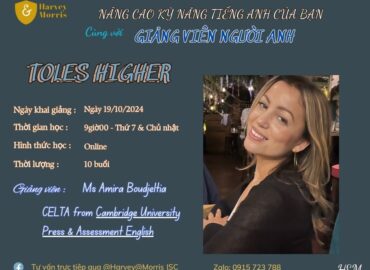 & Harvey
Morris
NÂNG CAO KỸ NĂNG TIẾNG ANH CỦA BẠN
Cùng với GIẢNG VIÊN NGƯỜI ANH
TOLES HIGHER
Ngày khai giảng : Ngày 19/10/2024
Thời gian học : 9giờ00 - Thứ 7 & Chủ nhật
Hình thức học : Online
Thời lượng : 10 buổi
Giảng viên : Ms Amira Boudjettia
CELTA from Cambridge University
Press & Assessment English
Tư vấn trực tiếp qua @Harvey@Morris JSC
Zalo: 0915 723 788
H&M